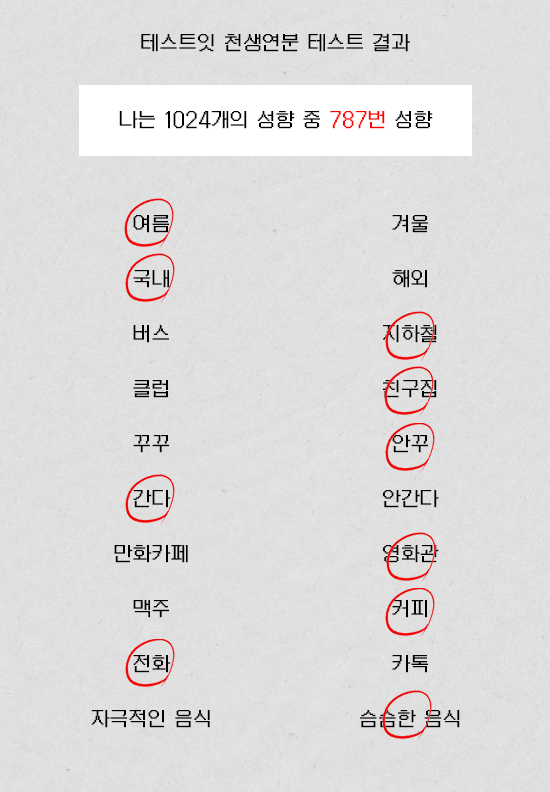 테스트잇 천생연분 테스트 결과
나는 1024개의 성향 중 787번 성향
여름 겨울
국내 해외
버스 지하철
클럽 친구집
꾸꾸 안꾸
간다 안간다
만화카페 영화관
맥주 커피
전화 카톡
자극적인 음식 슴슴한 음식